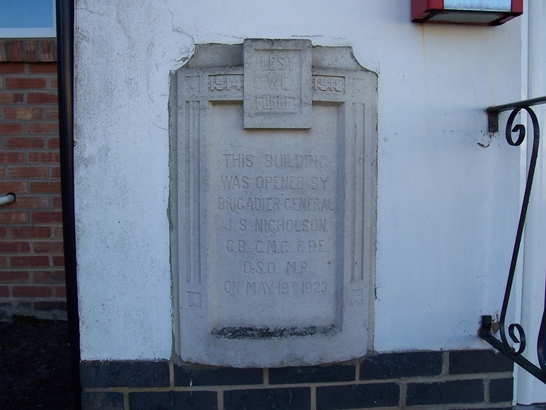 LEST
WE
FORGET
1914 1918
THIS BUILDING
WAS OPENED BY
BRIGADIER-GENERAL
J. S. NICHOLSON
C.B. C.M.G. C.B.E.
D.S.O. M.P.
ON MAY 19TH 1923